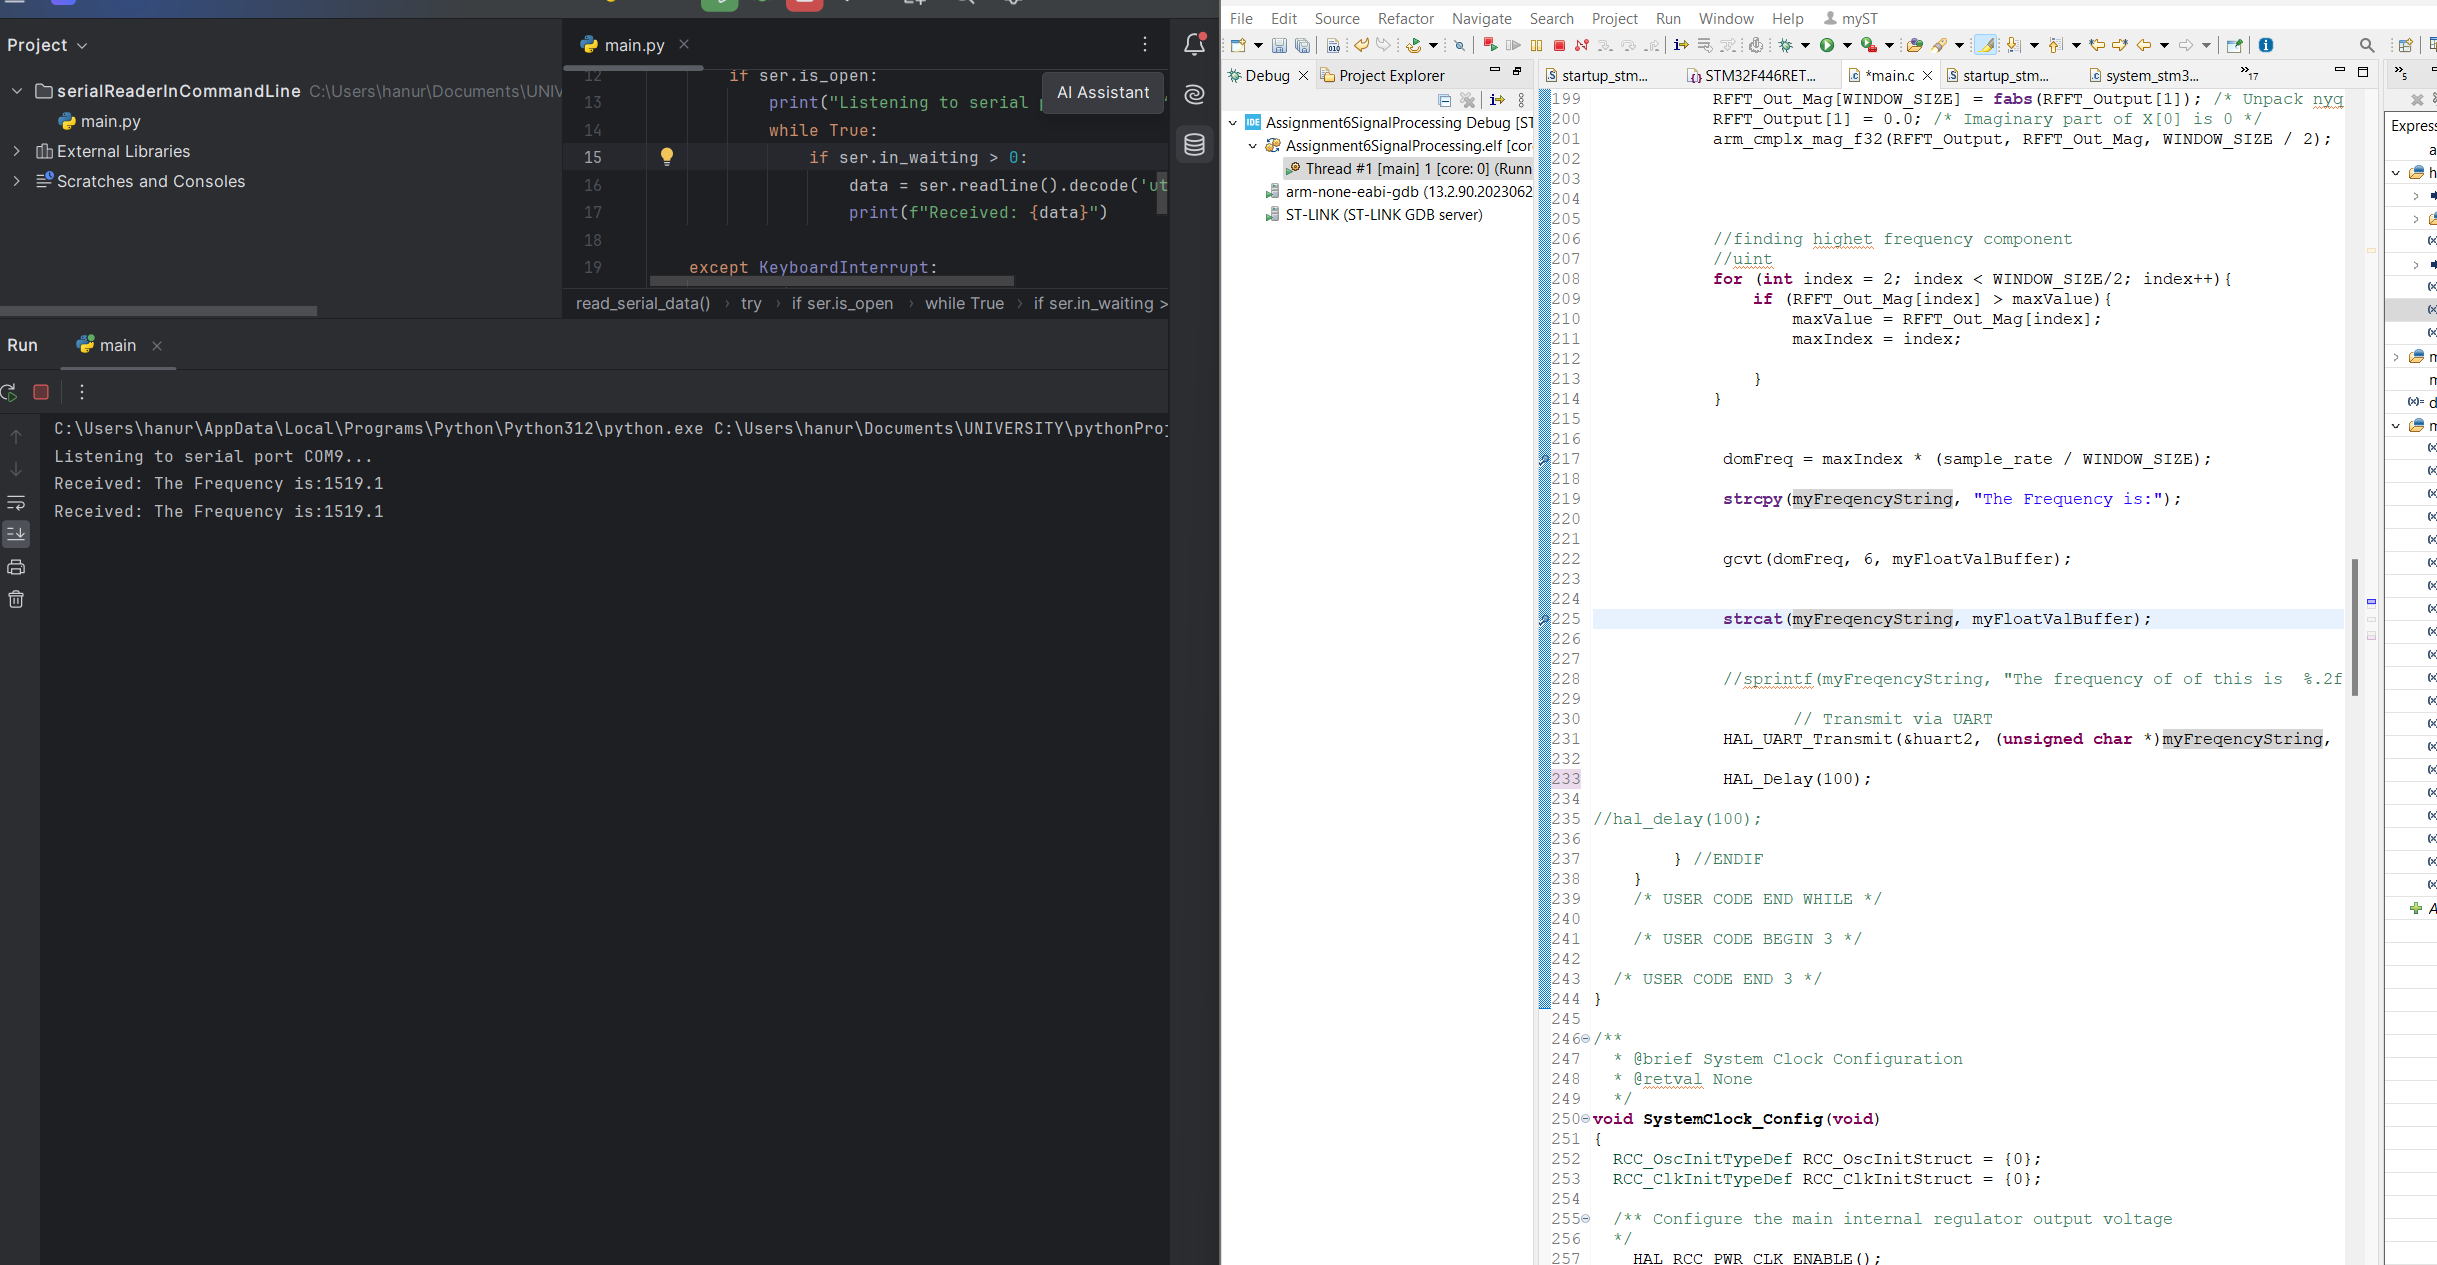 Project
serialReaderInCommandLine C:\Users\hanur\Documents\UNIV
main.py
External Libraries
Scratches and Consoles
main.py
12 if ser.is_open:
13 print("Listening to serial p
AI Assistant
14 while True:
15 if ser.in_waiting > 0:
16 data = ser.readline().decode('ut
17 print(f"Received: {data}")
18
19 except KeyboardInterrupt:
read_serial_data() › try › if ser.is_open › while True › if ser.in_waiting >
Run main
C:\Users\hanur\AppData\Local\Programs\Python\Python312\python.exe C:\Users\hanur\Documents\UNIVERSITY\pythonProj
Listening to serial port COM9...
Received: The Frequency is:1519.1
Received: The Frequency is:1519.1
File Edit Source Refactor Navigate Search Project Run Window Help myST
Debug Project Explorer
IDE Assignment6SignalProcessing Debug [ST
Assignment6SignalProcessing.elf [cor
Thread #1 [main] 1 [core: 0] (Runn
arm-none-eabi-gdb (13.2.90.2023062
ST-LINK (ST-LINK GDB server)
startup_stm... STM32F446RET... *main.c startup_stm... system_stm3... »17
199 RFFT_Out_Mag[WINDOW_SIZE] = fabs(RFFT_Output[1]); /* Unpack nyq
200 RFFT_Output[1] = 0.0; /* Imaginary part of X[0] is 0 */
201 arm_cmplx_mag_f32(RFFT_Output, RFFT_Out_Mag, WINDOW_SIZE / 2);
202
203
204
205
206 //finding highet frequency component
207 //uint
208 for (int index = 2; index < WINDOW_SIZE/2; index++){
209 if (RFFT_Out_Mag[index] > maxValue){
210 maxValue = RFFT_Out_Mag[index];
211 maxIndex = index;
212
213 }
214 }
215
216
217 domFreq = maxIndex * (sample_rate / WINDOW_SIZE);
218
219 strcpy(myFreqencyString, "The Frequency is:");
220
221
222 gcvt(domFreq, 6, myFloatValBuffer);
223
224
225 strcat(myFreqencyString, myFloatValBuffer);
226
227
228 //sprintf(myFreqencyString, "The frequency of of this is  %.2f
229
230 // Transmit via UART
231 HAL_UART_Transmit(&huart2, (unsigned char *)myFreqencyString,
232
233 HAL_Delay(100);
234
235 //hal_delay(100);
236
237 } //ENDIF
238 }
239 /* USER CODE END WHILE */
240
241 /* USER CODE BEGIN 3 */
242
243 /* USER CODE END 3 */
244 }
245
246 /**
247 * @brief System Clock Configuration
248 * @retval None
249 */
250 void SystemClock_Config(void)
251 {
252 RCC_OscInitTypeDef RCC_OscInitStruct = {0};
253 RCC_ClkInitTypeDef RCC_ClkInitStruct = {0};
254
255 /** Configure the main internal regulator output voltage
256 */
257 __HAL_RCC_PWR_CLK_ENABLE();
»5
Express